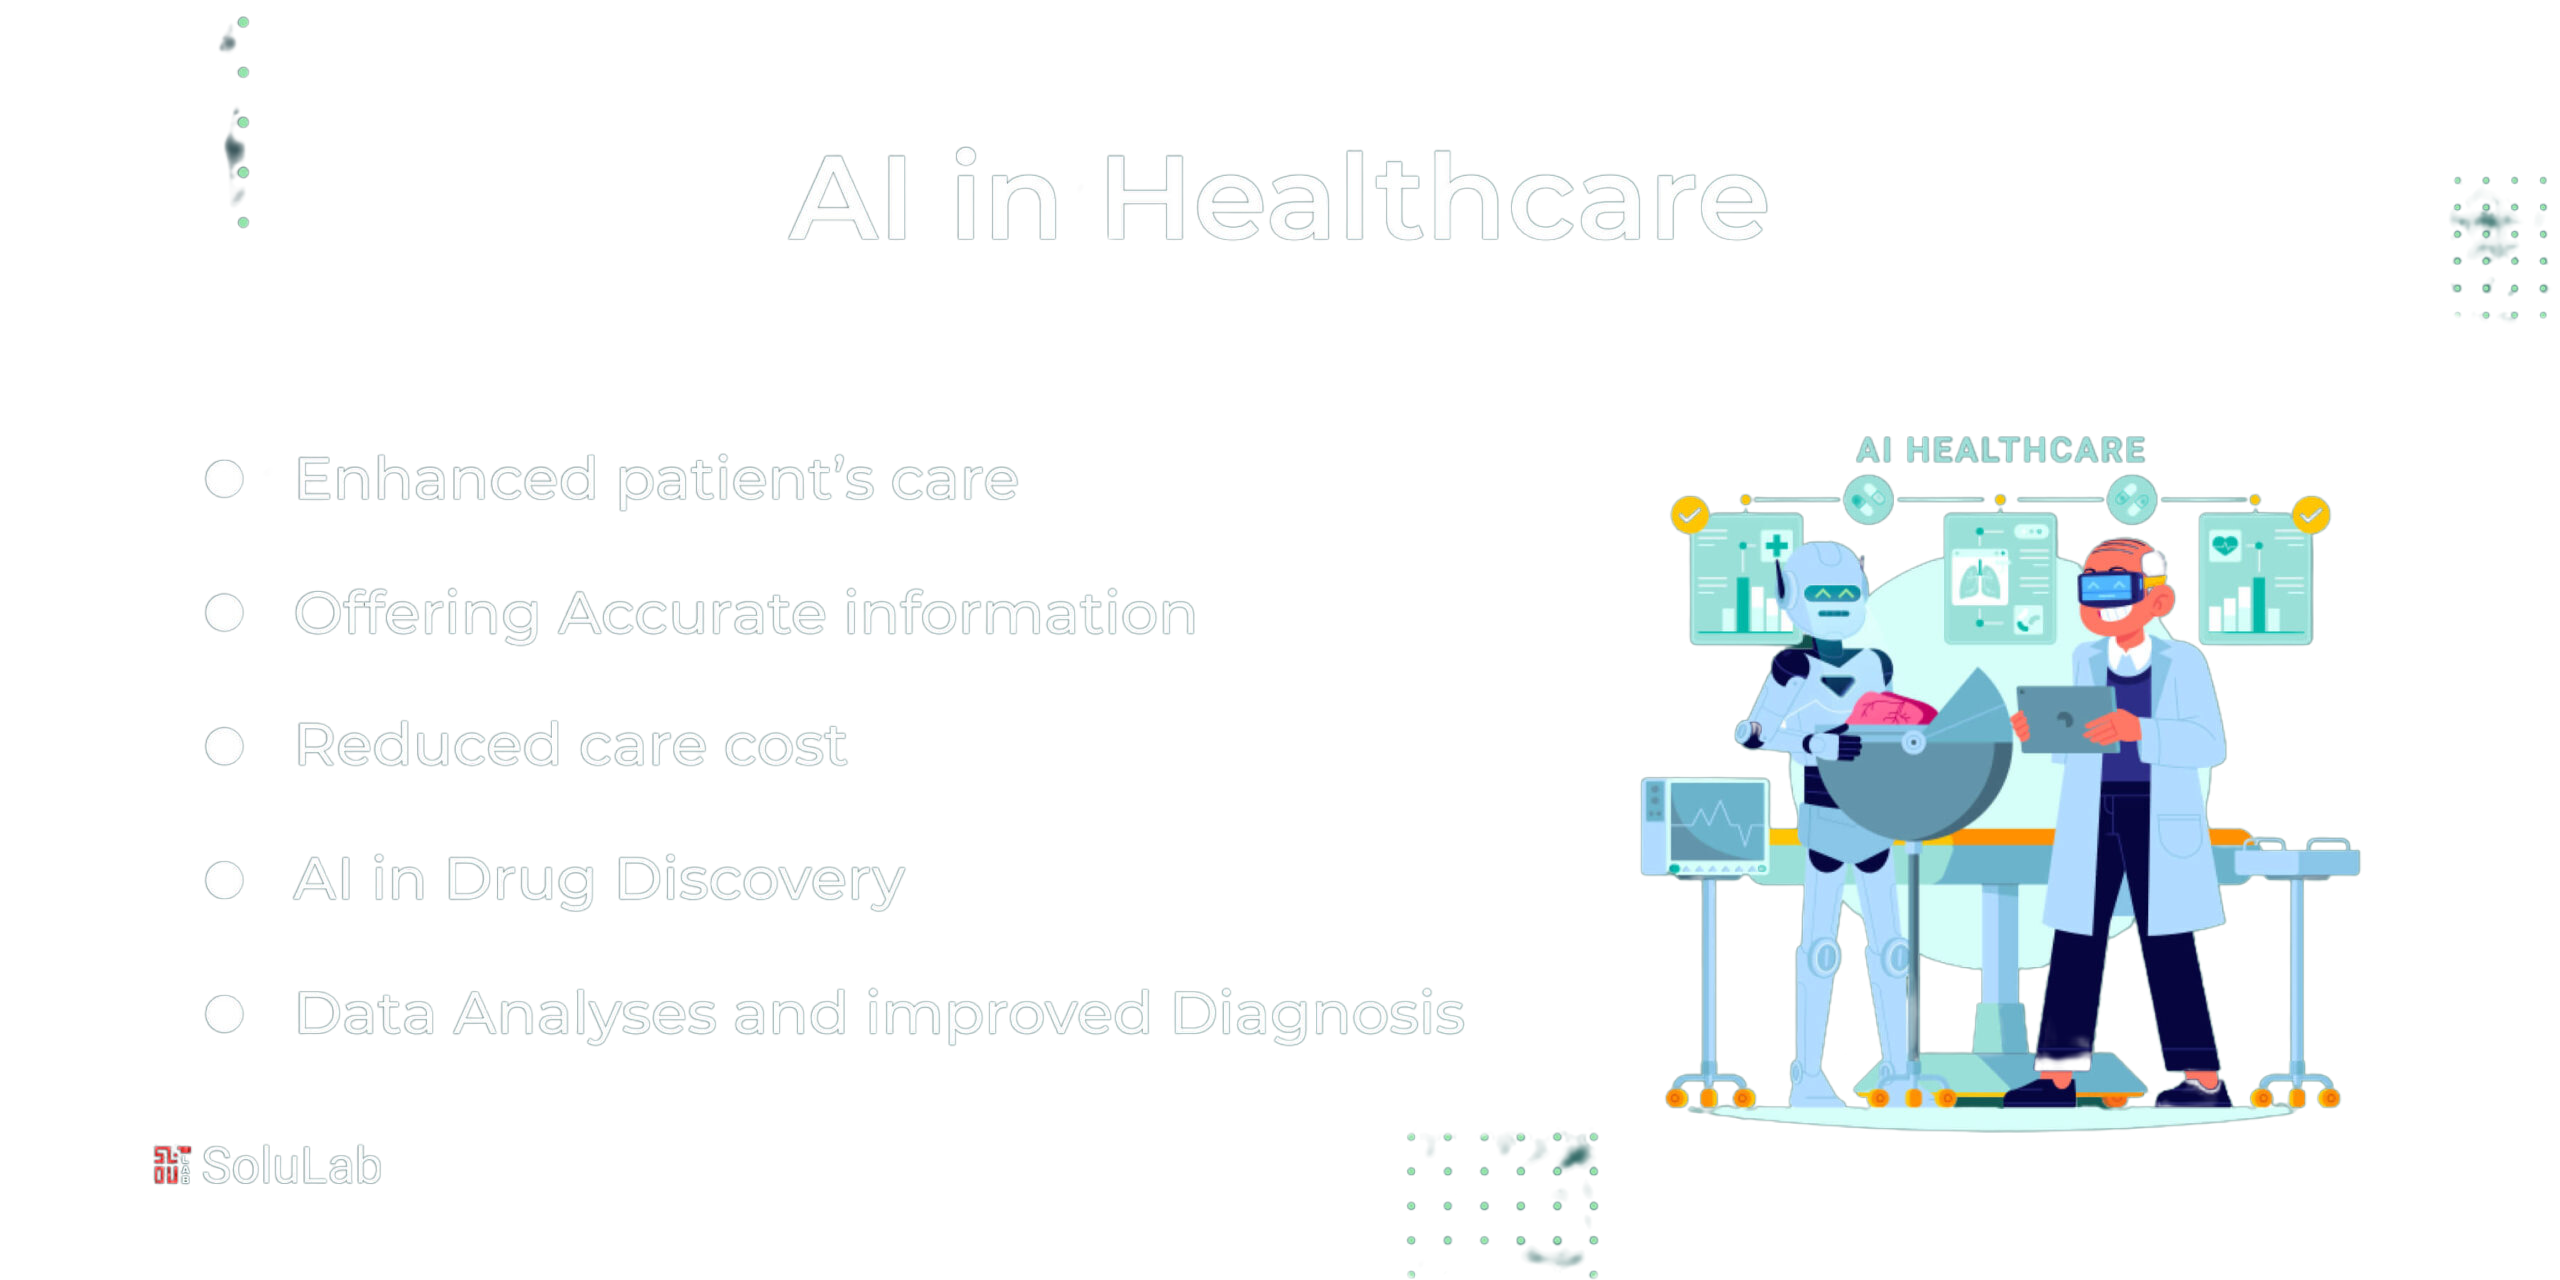 AI in Healthcare
Enhanced patient’s care
Offering Accurate information
Reduced care cost
AI in Drug Discovery
Data Analyses and improved Diagnosis
AI HEALTHCARE
SoluLab